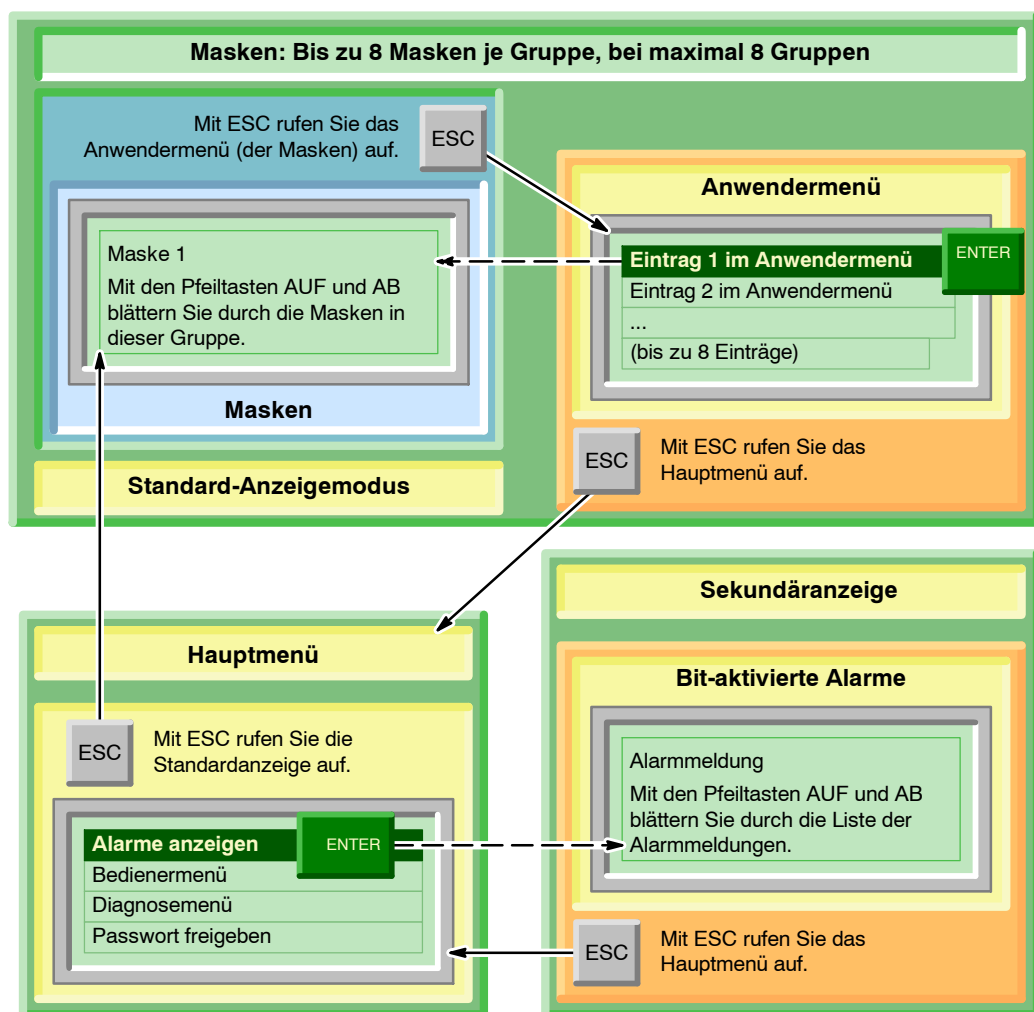 Masken: Bis zu 8 Masken je Gruppe, bei maximal 8 Gruppen
Mit ESC rufen Sie das
Anwendermenü (der Masken) auf.
ESC
Maske 1
Mit den Pfeiltasten AUF und AB
blättern Sie durch die Masken in
dieser Gruppe.
Masken
Standard-Anzeigemodus
Anwendermenü
Eintrag 1 im Anwendermenü
ENTER
Eintrag 2 im Anwendermenü
...
(bis zu 8 Einträge)
ESC
Mit ESC rufen Sie das
Hauptmenü auf.
Hauptmenü
ESC
Mit ESC rufen Sie die
Standardanzeige auf.
Alarme anzeigen
ENTER
Bedienermenü
Diagnosemenü
Passwort freigeben
Sekundäranzeige
Bit-aktivierte Alarme
Alarmmeldung
Mit den Pfeiltasten AUF und AB
blättern Sie durch die Liste der
Alarmmeldungen.
ESC
Mit ESC rufen Sie das
Hauptmenü auf.